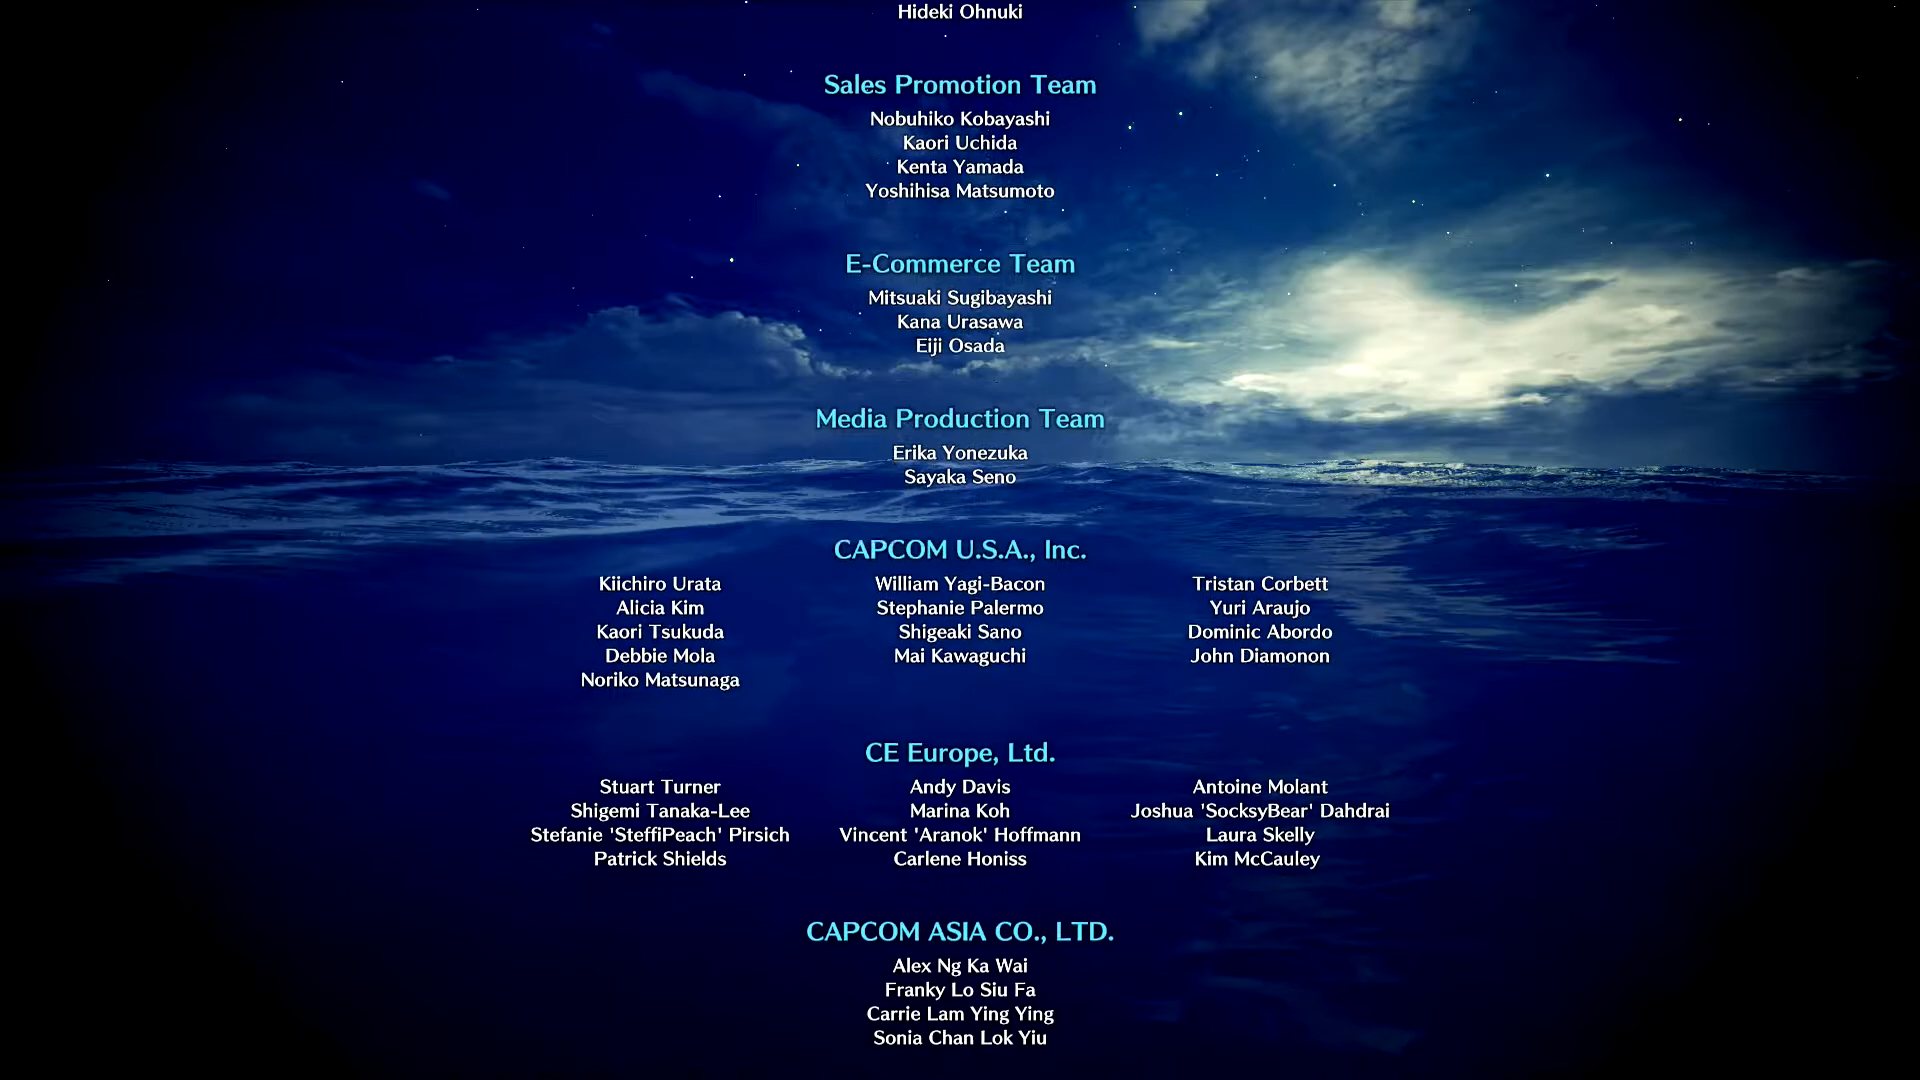 Hideki Ohnuki
Sales Promotion Team
Nobuhiko Kobayashi
Kaori Uchida
Kenta Yamada
Yoshihisa Matsumoto
E-Commerce Team
Mitsuaki Sugibayashi
Kana Urasawa
Eiji Osada
Media Production Team
Erika Yonezuka
Sayaka Seno
CAPCOM U.S.A., Inc.
Kiichiro Urata William Yagi-Bacon Tristan Corbett
Alicia Kim Stephanie Palermo Yuri Araujo
Kaori Tsukuda Shigeaki Sano Dominic Abordo
Debbie Mola Mai Kawaguchi John Diamonon
Noriko Matsunaga
CE Europe, Ltd.
Stuart Turner Andy Davis Antoine Molant
Shigemi Tanaka-Lee Marina Koh Joshua 'SocksyBear' Dahdrai
Stefanie 'SteffiPeach' Pirsich Vincent 'Aranok' Hoffmann Laura Skelly
Patrick Shields Carlene Honiss Kim McCauley
CAPCOM ASIA CO., LTD.
Alex Ng Ka Wai
Franky Lo Siu Fa
Carrie Lam Ying Ying
Sonia Chan Lok Yiu